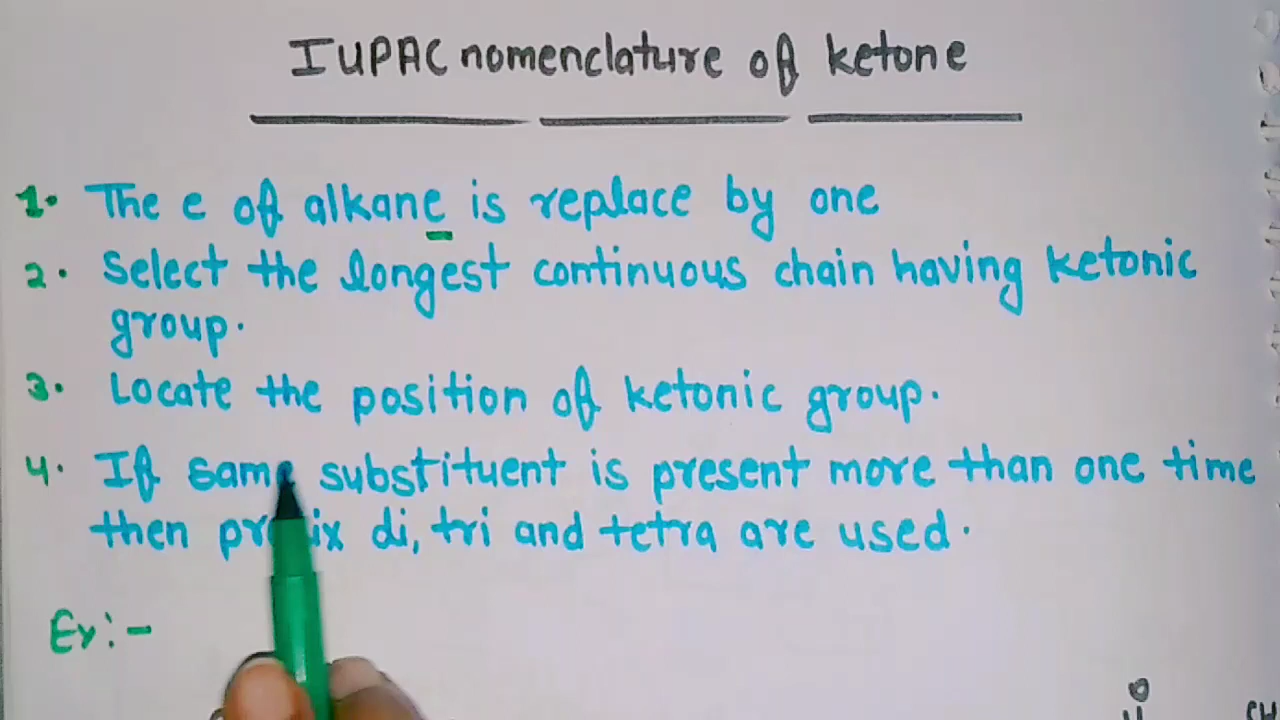 IUPAC nomenclature of ketone
1. The e of alkane is replace by one
2. Select the longest continuous chain having ketonic
group.
3. Locate the position of ketonic group.
4. If same substituent is present more than one time
then di, tri and tetra are used.
Ex:-
O